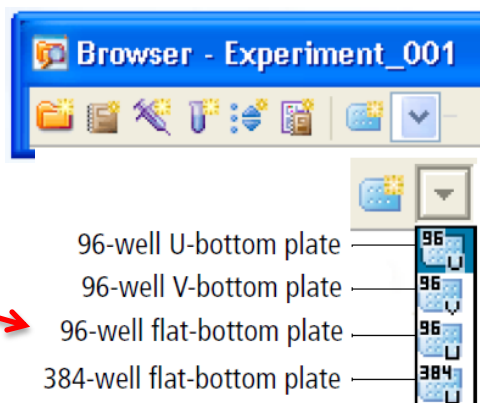 Browser - Experiment_001
96-well U-bottom plate
96
U
96-well V-bottom plate
96
V
96-well flat-bottom plate
96
U
384-well flat-bottom plate
384
U